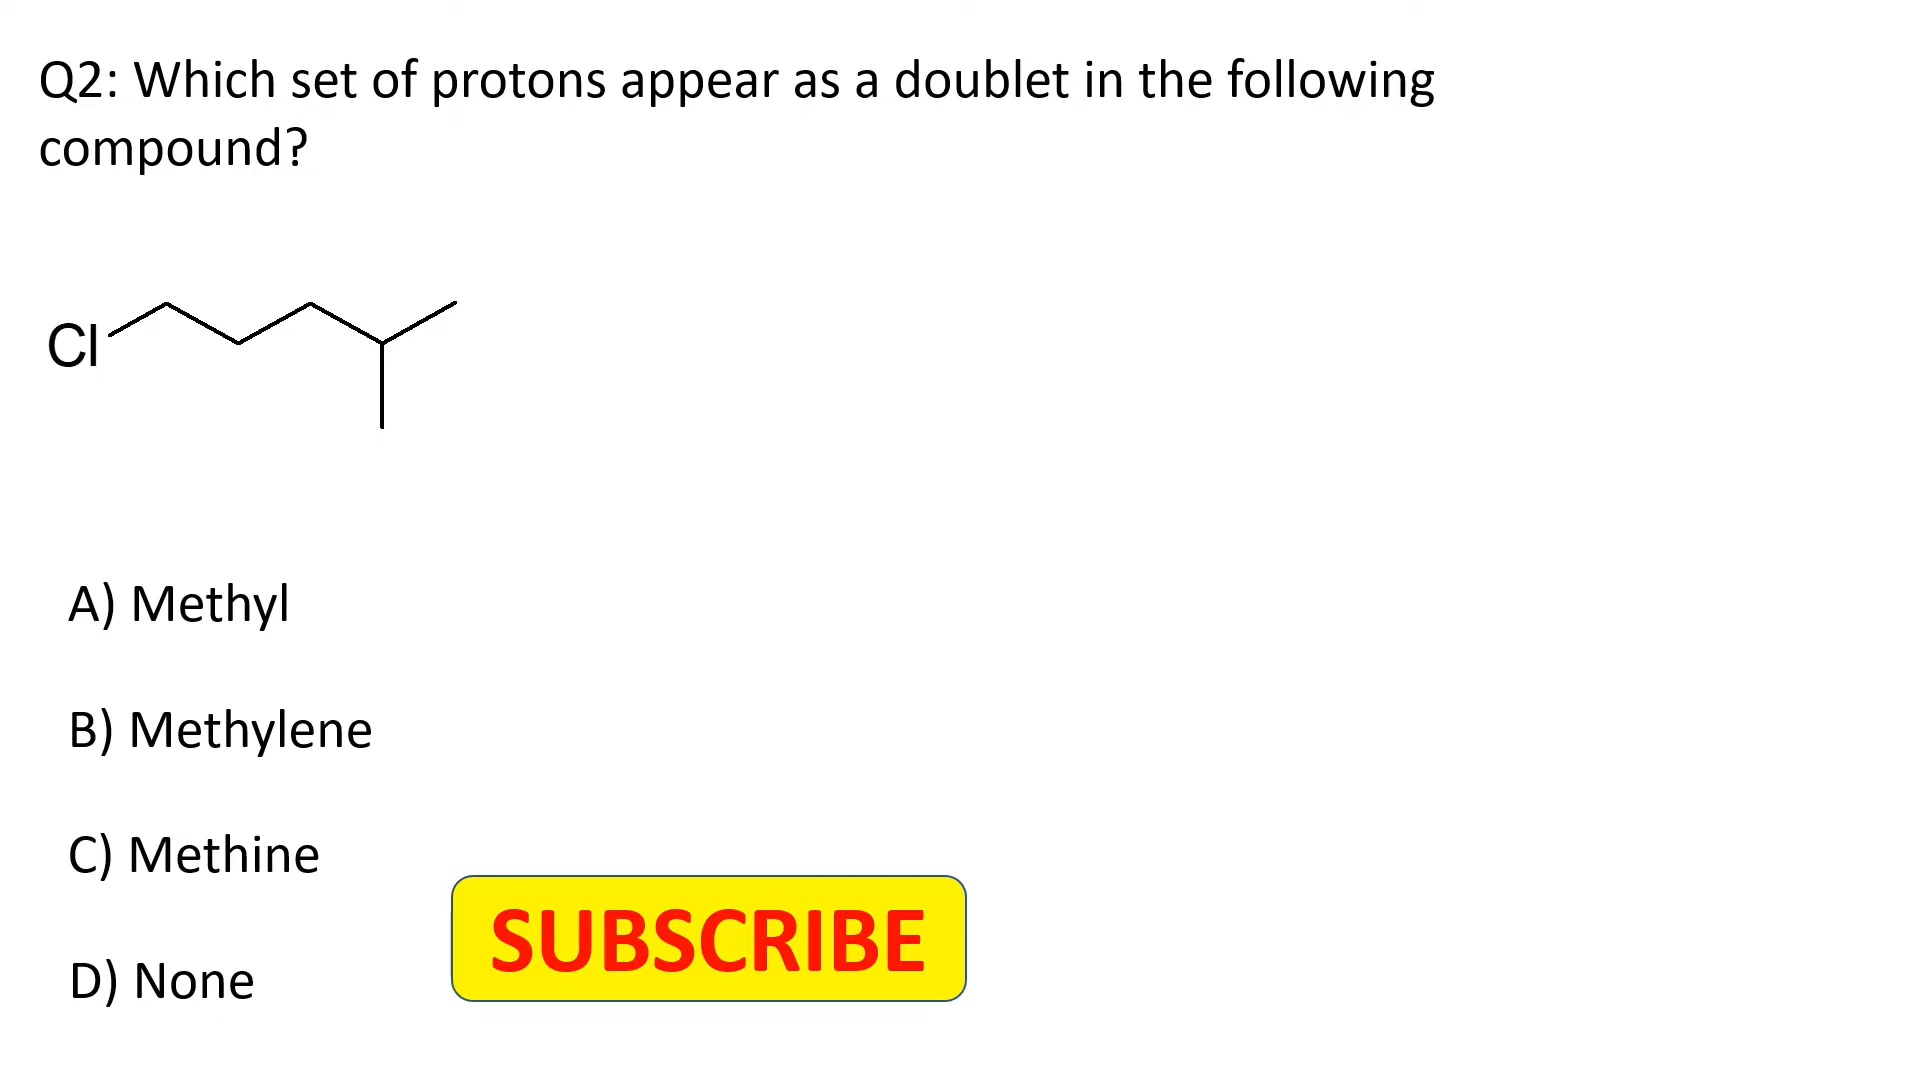 Q2: Which set of protons appear as a doublet in the following
compound?
Cl
A) Methyl
B) Methylene
C) Methine
D) None
SUBSCRIBE